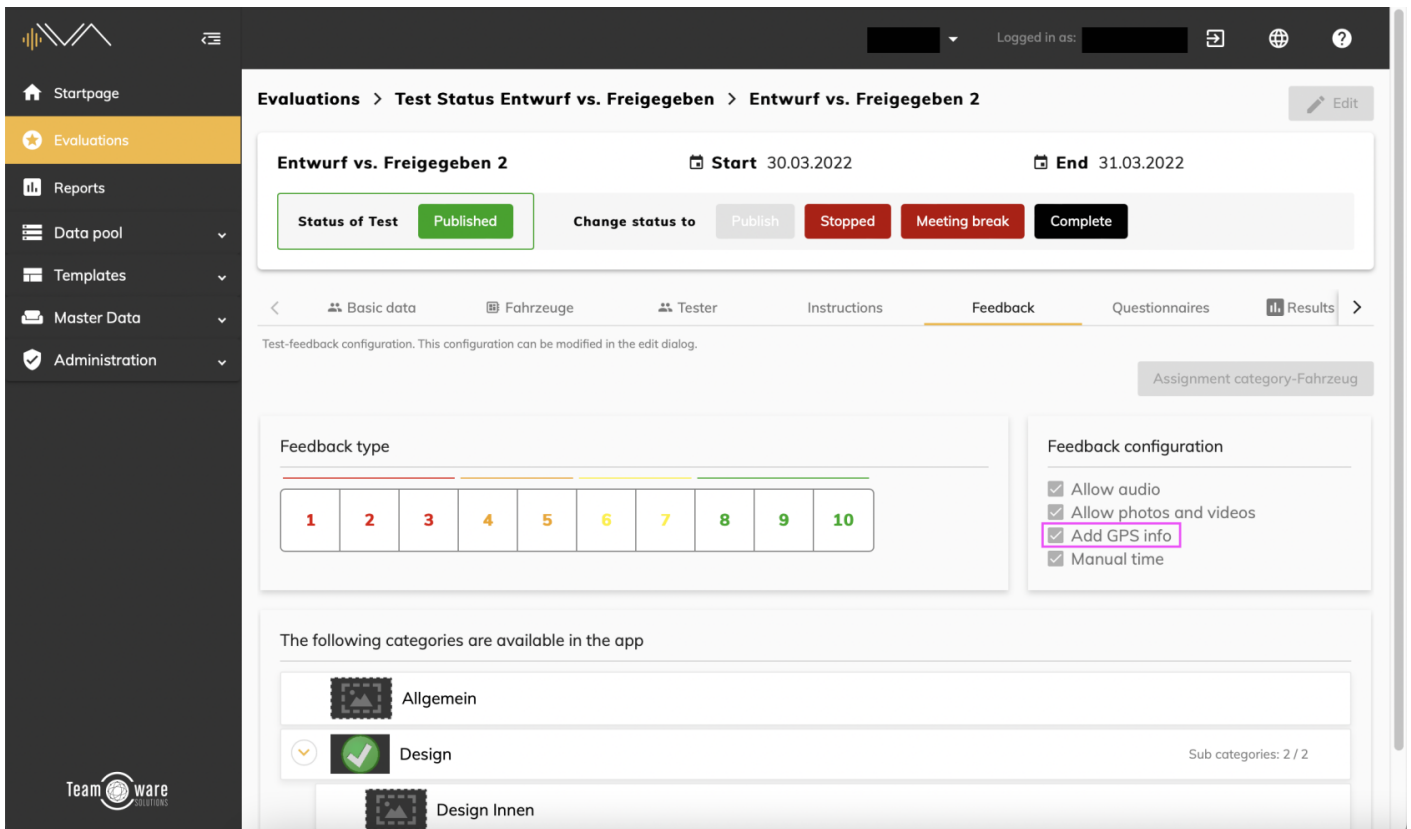 Logged in as:
Startpage
Evaluations
Reports
Data pool
Templates
Master Data
Administration
Team ware
SOLUTIONS
Evaluations > Test Status Entwurf vs. Freigegeben > Entwurf vs. Freigegeben 2
Edit
Entwurf vs. Freigegeben 2 Start 30.03.2022 End 31.03.2022
Status of Test Published Change status to Publish Stopped Meeting break Complete
Basic data Fahrzeuge Tester Instructions Feedback Questionnaires Results
Test-feedback configuration. This configuration can be modified in the edit dialog.
Assignment category-Fahrzeug
Feedback type
1 2 3 4 5 6 7 8 9 10
Feedback configuration
Allow audio
Allow photos and videos
Add GPS info
Manual time
The following categories are available in the app
Allgemein
Design Sub categories: 2 / 2
Design Innen